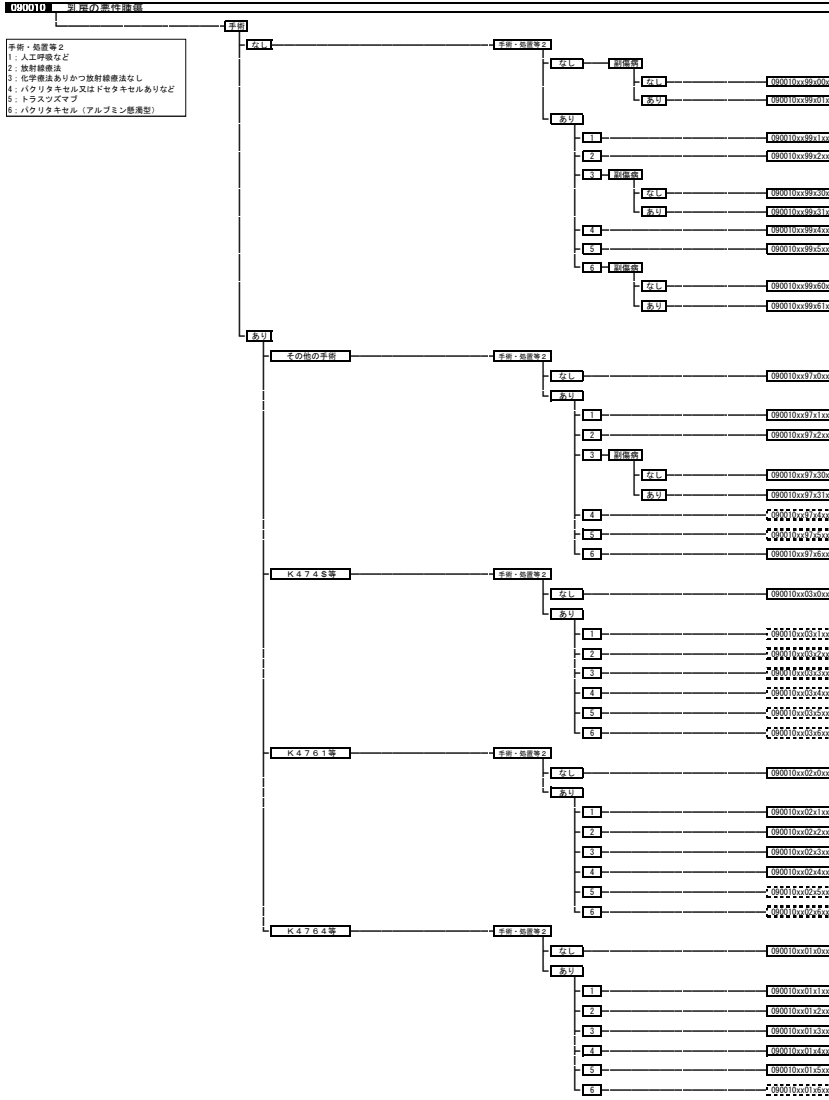 090010 乳房の悪性腫瘍
手術
手術・処置等2
1；人工呼吸など
2；放射線療法
3；化学療法ありかつ放射線療法なし
4；パクリタキセル又はドセタキセルありなど
5；トラスツズマブ
6；パクリタキセル（アルブミン懸濁型）
なし 手術・処置等2
なし 副傷病
なし 090010xx99x00x
あり 090010xx99x01x
あり
1 090010xx99x1xx
2 090010xx99x2xx
3 副傷病
なし 090010xx99x30x
あり 090010xx99x31x
4 090010xx99x4xx
5 090010xx99x5xx
6 副傷病
なし 090010xx99x60x
あり 090010xx99x61x
あり
その他の手術 手術・処置等2
なし 090010xx97x0xx
あり
1 090010xx97x1xx
2 090010xx97x2xx
3 副傷病
なし 090010xx97x30x
あり 090010xx97x31x
4 090010xx97x4xx
5 090010xx97x5xx
6 090010xx97x6xx
K474$等 手術・処置等2
なし 090010xx03x0xx
あり
1 090010xx03x1xx
2 090010xx03x2xx
3 090010xx03x3xx
4 090010xx03x4xx
5 090010xx03x5xx
6 090010xx03x6xx
K4761等 手術・処置等2
なし 090010xx02x0xx
あり
1 090010xx02x1xx
2 090010xx02x2xx
3 090010xx02x3xx
4 090010xx02x4xx
5 090010xx02x5xx
6 090010xx02x6xx
K4764等 手術・処置等2
なし 090010xx01x0xx
あり
1 090010xx01x1xx
2 090010xx01x2xx
3 090010xx01x3xx
4 090010xx01x4xx
5 090010xx01x5xx
6 090010xx01x6xx